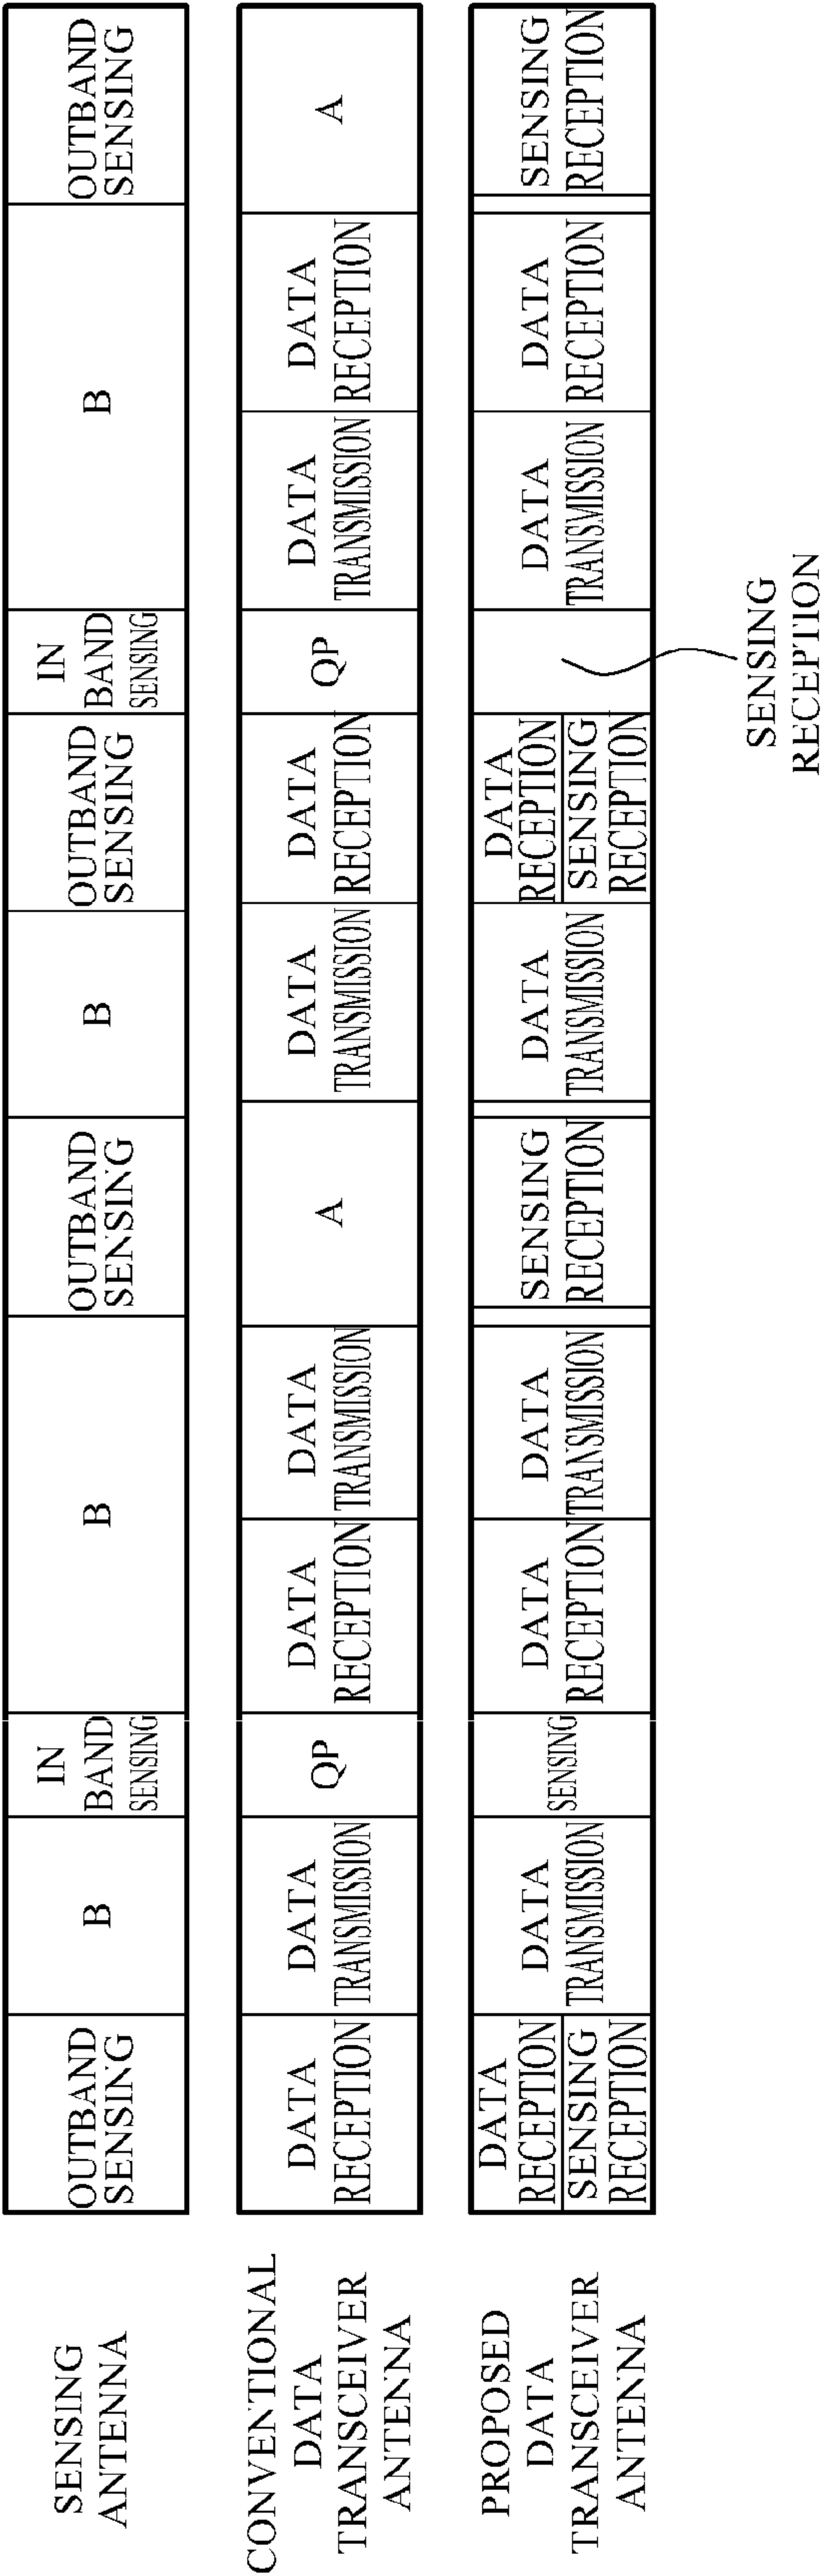 SENSING
ANTENNA
OUTBAND
SENSING
B
IN
BAND
SENSING
B
OUTBAND
SENSING
B
OUTBAND
SENSING
IN
BAND
SENSING
B
OUTBAND
SENSING
CONVENTIONAL
DATA
TRANSCEIVER
ANTENNA
DATA
RECEPTION
DATA
TRANSMISSION
QP
DATA
RECEPTION
DATA
TRANSMISSION
A
DATA
TRANSMISSION
DATA
RECEPTION
QP
DATA
TRANSMISSION
DATA
RECEPTION
A
PROPOSED
DATA
TRANSCEIVER
ANTENNA
DATA
RECEPTION
SENSING
RECEPTION
DATA
TRANSMISSION
SENSING
DATA
RECEPTION
DATA
TRANSMISSION
SENSING
RECEPTION
DATA
TRANSMISSION
DATA
RECEPTION
SENSING
RECEPTION
DATA
TRANSMISSION
DATA
RECEPTION
SENSING
RECEPTION
SENSING
RECEPTION